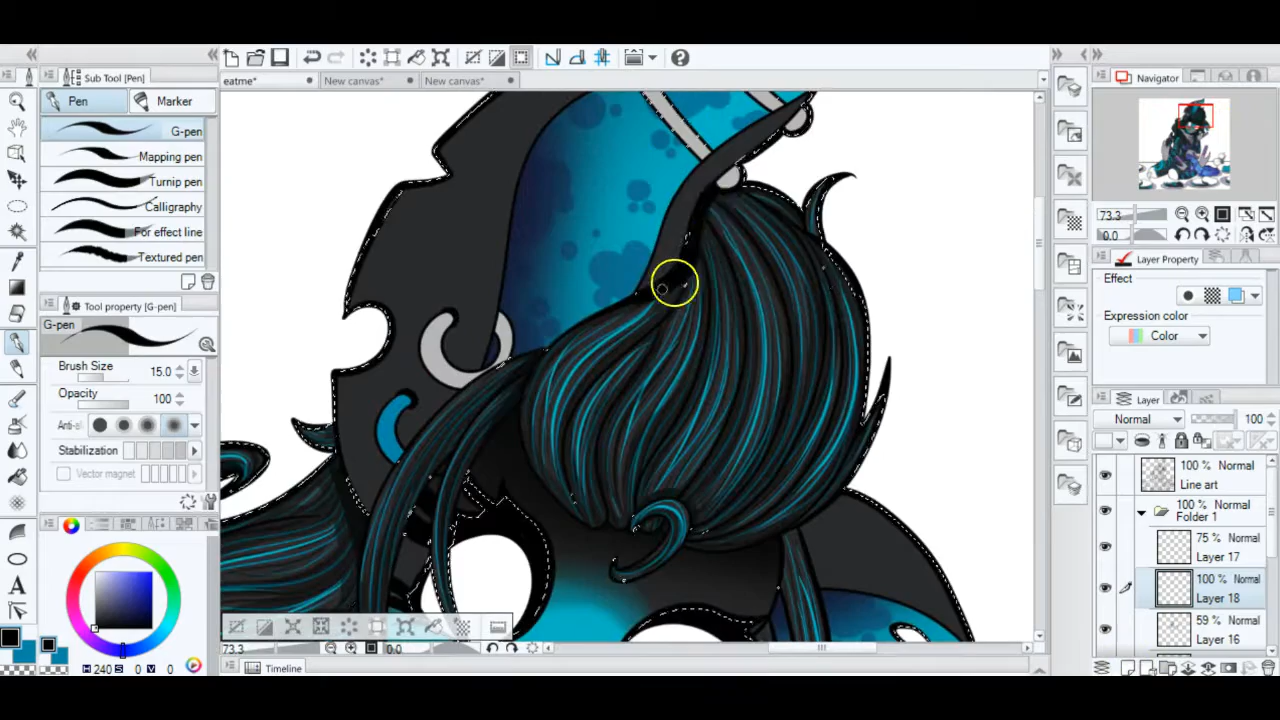 Sub Tool [Pen]
Pen
Marker
G-pen
Mapping pen
Turnip pen
Calligraphy
For effect line
Textured pen
Tool property [G-pen]
G-pen
Brush Size 15.0
Opacity 100
Anti-al
Stabilization
Vector magnet
H 240 S 0 V 0
eatme*
New canvas*
New canvas*
73.3 0.0
Timeline
Navigator
73.3
0.0
Layer Property
Effect
Expression color
Color
Layer
Normal 100
100 % Normal
Line art
100 % Normal
Folder 1
75 % Normal
Layer 17
100 % Normal
Layer 18
59 % Normal
Layer 16